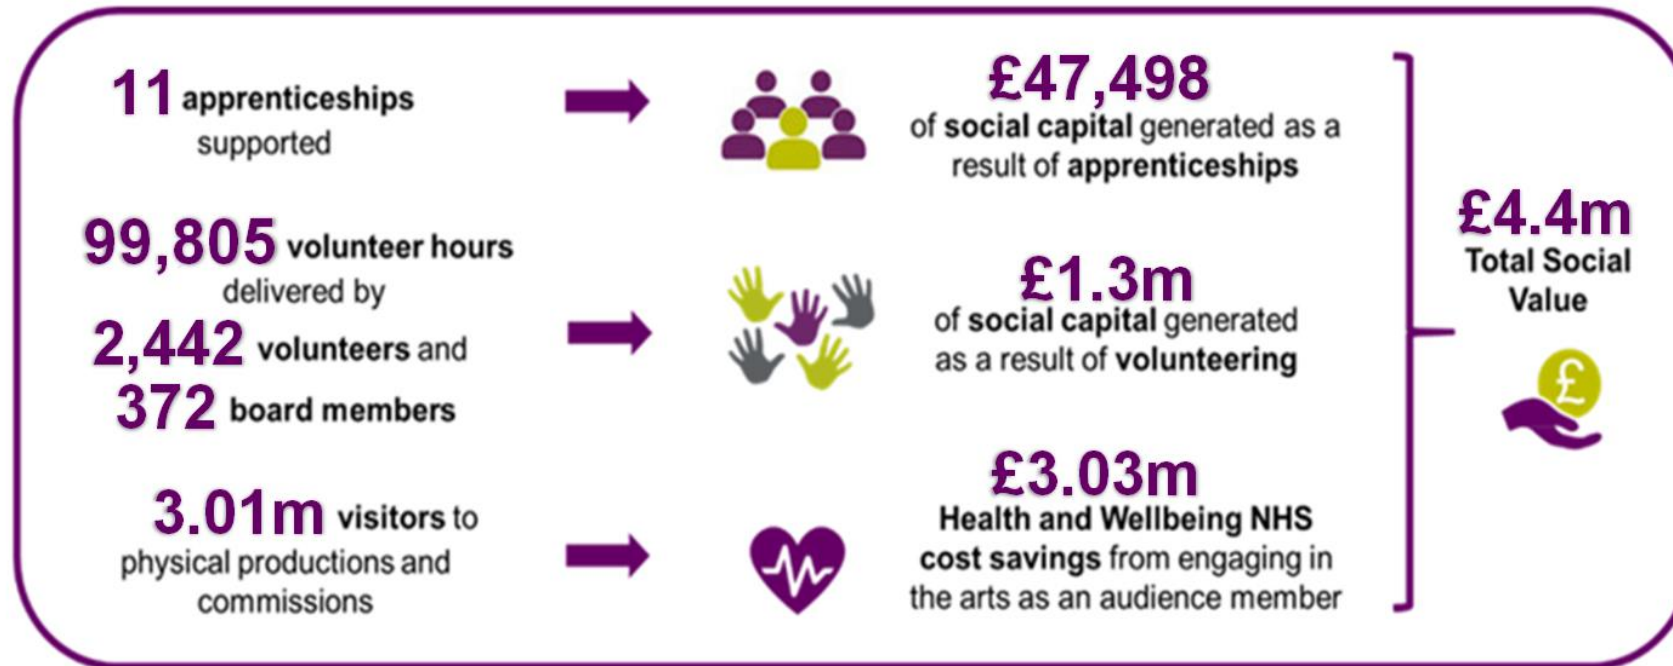 11 apprenticeships
supported
£47,498
of social capital generated as a
result of apprenticeships
99,805 volunteer hours
delivered by
2,442 volunteers and
372 board members
£1.3m
of social capital generated
as a result of volunteering
3.01m visitors to
physical productions and
commissions
£3.03m
Health and Wellbeing NHS
cost savings from engaging in
the arts as an audience member
£4.4m
Total Social
Value
£